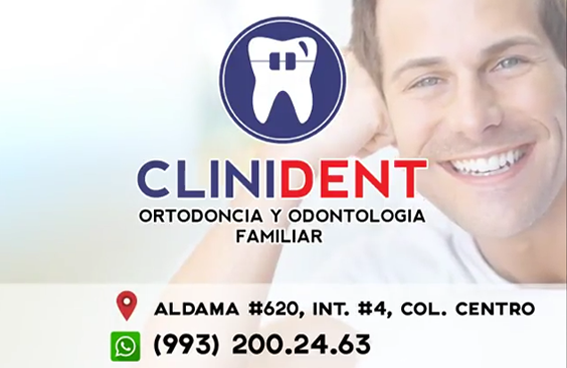 CLINIDENT
ORTODONCIA Y ODONTOLOGIA
FAMILIAR
ALDAMA #620, INT. #4, COL. CENTRO
(993) 200.24.63